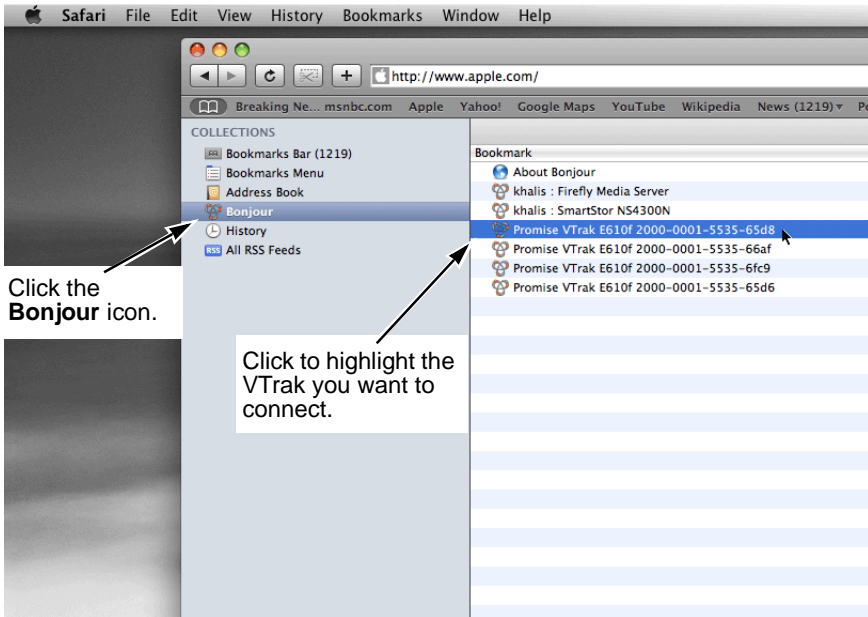 Safari File Edit View History Bookmarks Window Help
http://www.apple.com/
Breaking Ne... msnbc.com Apple Yahoo! Google Maps YouTube Wikipedia News (1219)▾ Po
COLLECTIONS
Bookmarks Bar (1219)
Bookmarks Menu
Address Book
Bonjour
History
RSS All RSS Feeds
Bookmark
About Bonjour
khalis : Firefly Media Server
khalis : SmartStor NS4300N
Promise VTrak E610f 2000-0001-5535-65d8
Promise VTrak E610f 2000-0001-5535-66af
Promise VTrak E610f 2000-0001-5535-6fc9
Promise VTrak E610f 2000-0001-5535-65d6
Click the
Bonjour icon.
Click to highlight the
VTrak you want to
connect.